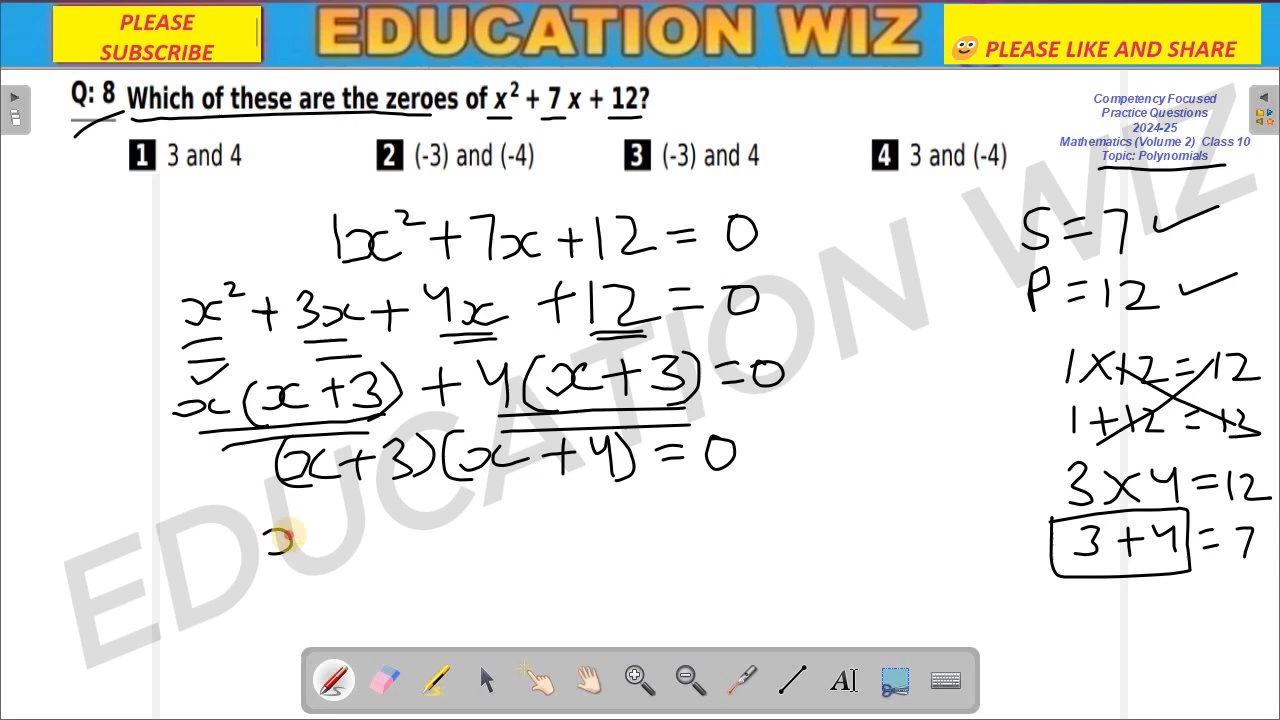 PLEASE
SUBSCRIBE
EDUCATION WIZ
PLEASE LIKE AND SHARE
Q: 8 Which of these are the zeroes of x² + 7 x + 12?
1 3 and 4 2 (-3) and (-4) 3 (-3) and 4 4 3 and (-4)
Competency Focused
Practice Questions
2024-25
Mathematics (Volume 2) Class 10
Topic: Polynomials
1x² + 7x + 12 = 0
x² + 3x + 4x + 12 = 0
x(x+3) + 4(x+3) = 0
(x+3)(x+4) = 0
S = 7 ✓
P = 12 ✓
1 × 12 = 12
1 + 12 = 13
3 × 4 = 12
3 + 4 = 7
EDUCATION WIZ
AI